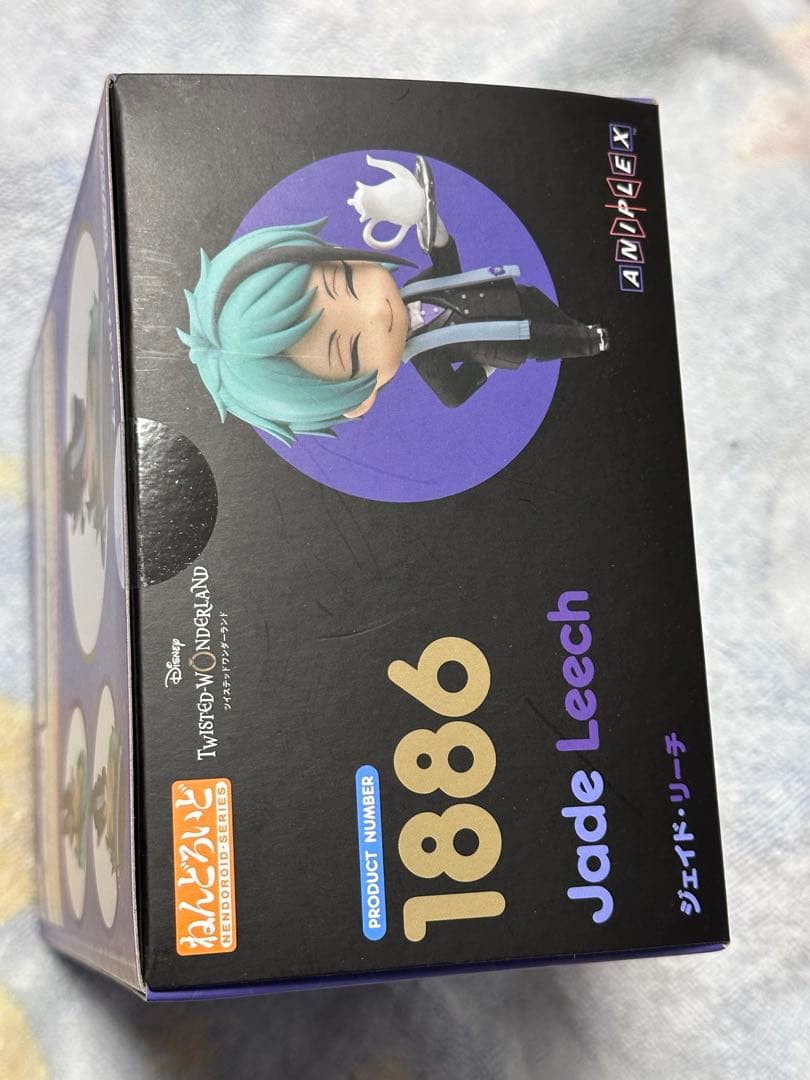 ねんどろいど
NENDOROID・SERIES
Disney
TWISTED-WONDERLAND
ツイステッドワンダーランド
PRODUCT NUMBER
1886
Jade Leech
ジェイド・リーチ
ANIPLEX™